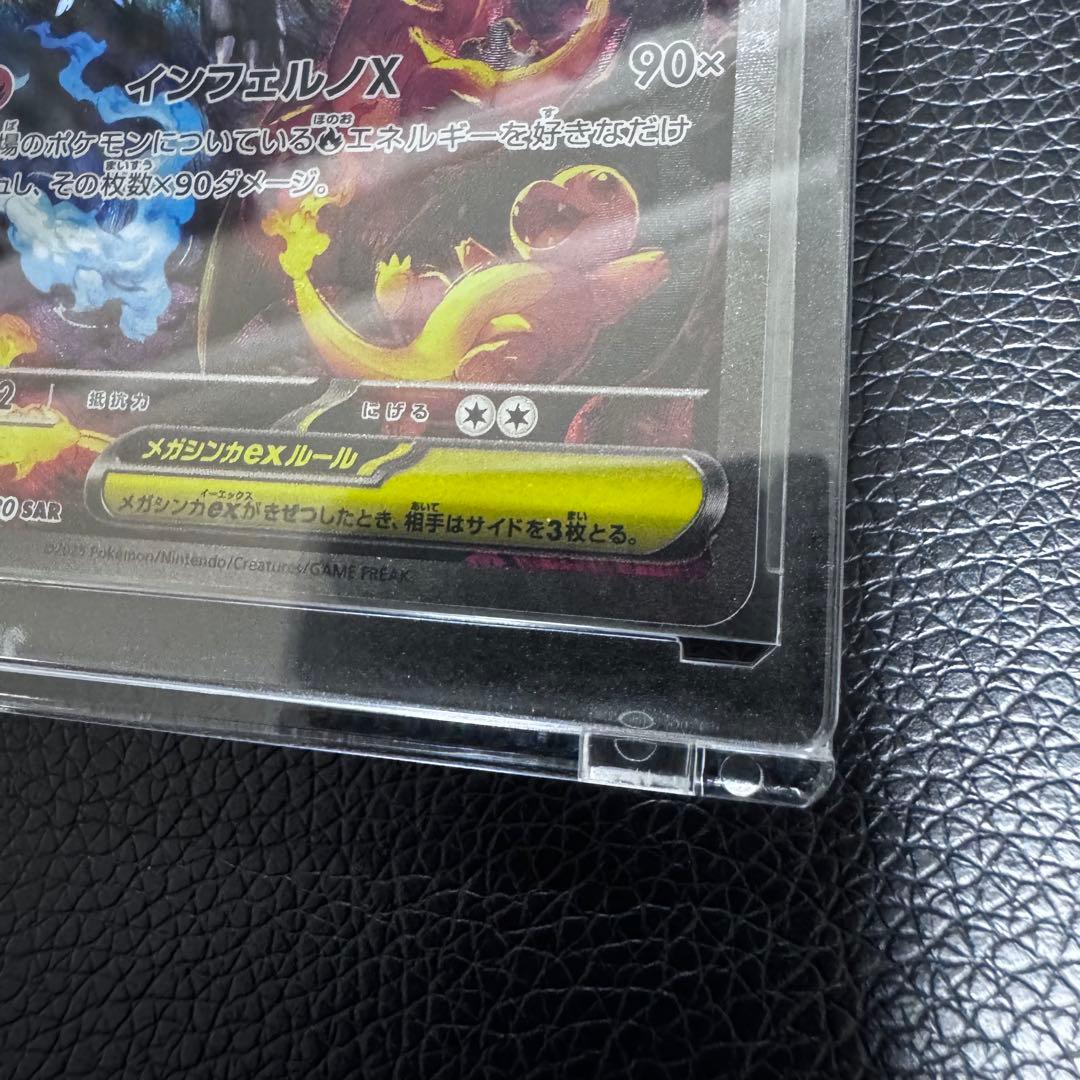 インフェルノX 90×
場のポケモンについている エネルギーを好きなだけ
し、その枚数×90ダメージ。
2 抵抗力 にげる
メガシンカexルール
メガシンカexがきぜつしたとき、相手はサイドを3枚とる。
0 SAR
©2025 Pokémon/Nintendo/Creatures/GAME FREAK